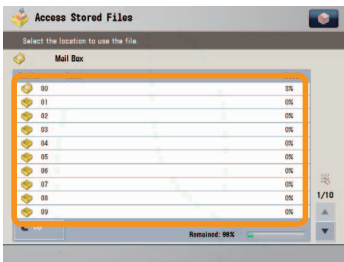 Access Stored Files
Select the location to use the file.
Mail Box
00 3%
01 0%
02 0%
03 0%
04 0%
05 0%
06 0%
07 0%
08 0%
09 0%
1/10
Up
Remained: 99%